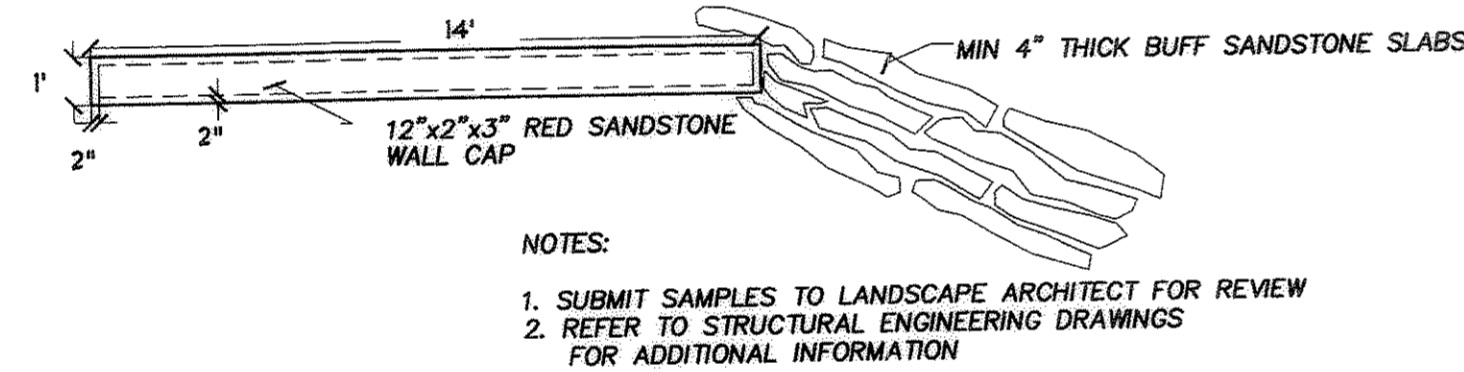 14'
MIN 4" THICK BUFF SANDSTONE SLABS
1'
2"
2"
12"x2"x3" RED SANDSTONE
WALL CAP
NOTES:
1. SUBMIT SAMPLES TO LANDSCAPE ARCHITECT FOR REVIEW
2. REFER TO STRUCTURAL ENGINEERING DRAWINGS
FOR ADDITIONAL INFORMATION